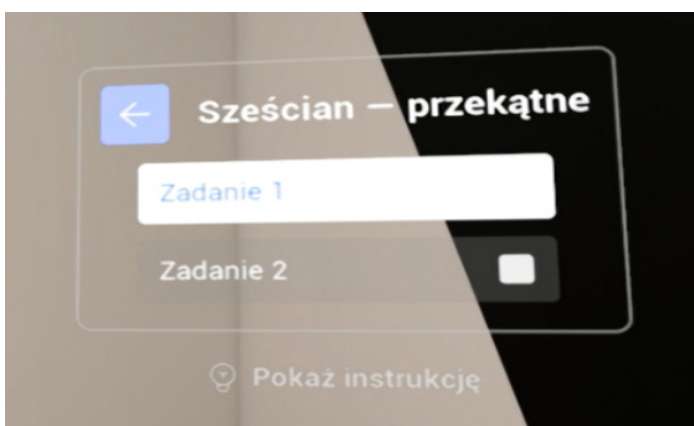 Sześcian – przekątne
Zadanie 1
Zadanie 2
Pokaż instrukcję